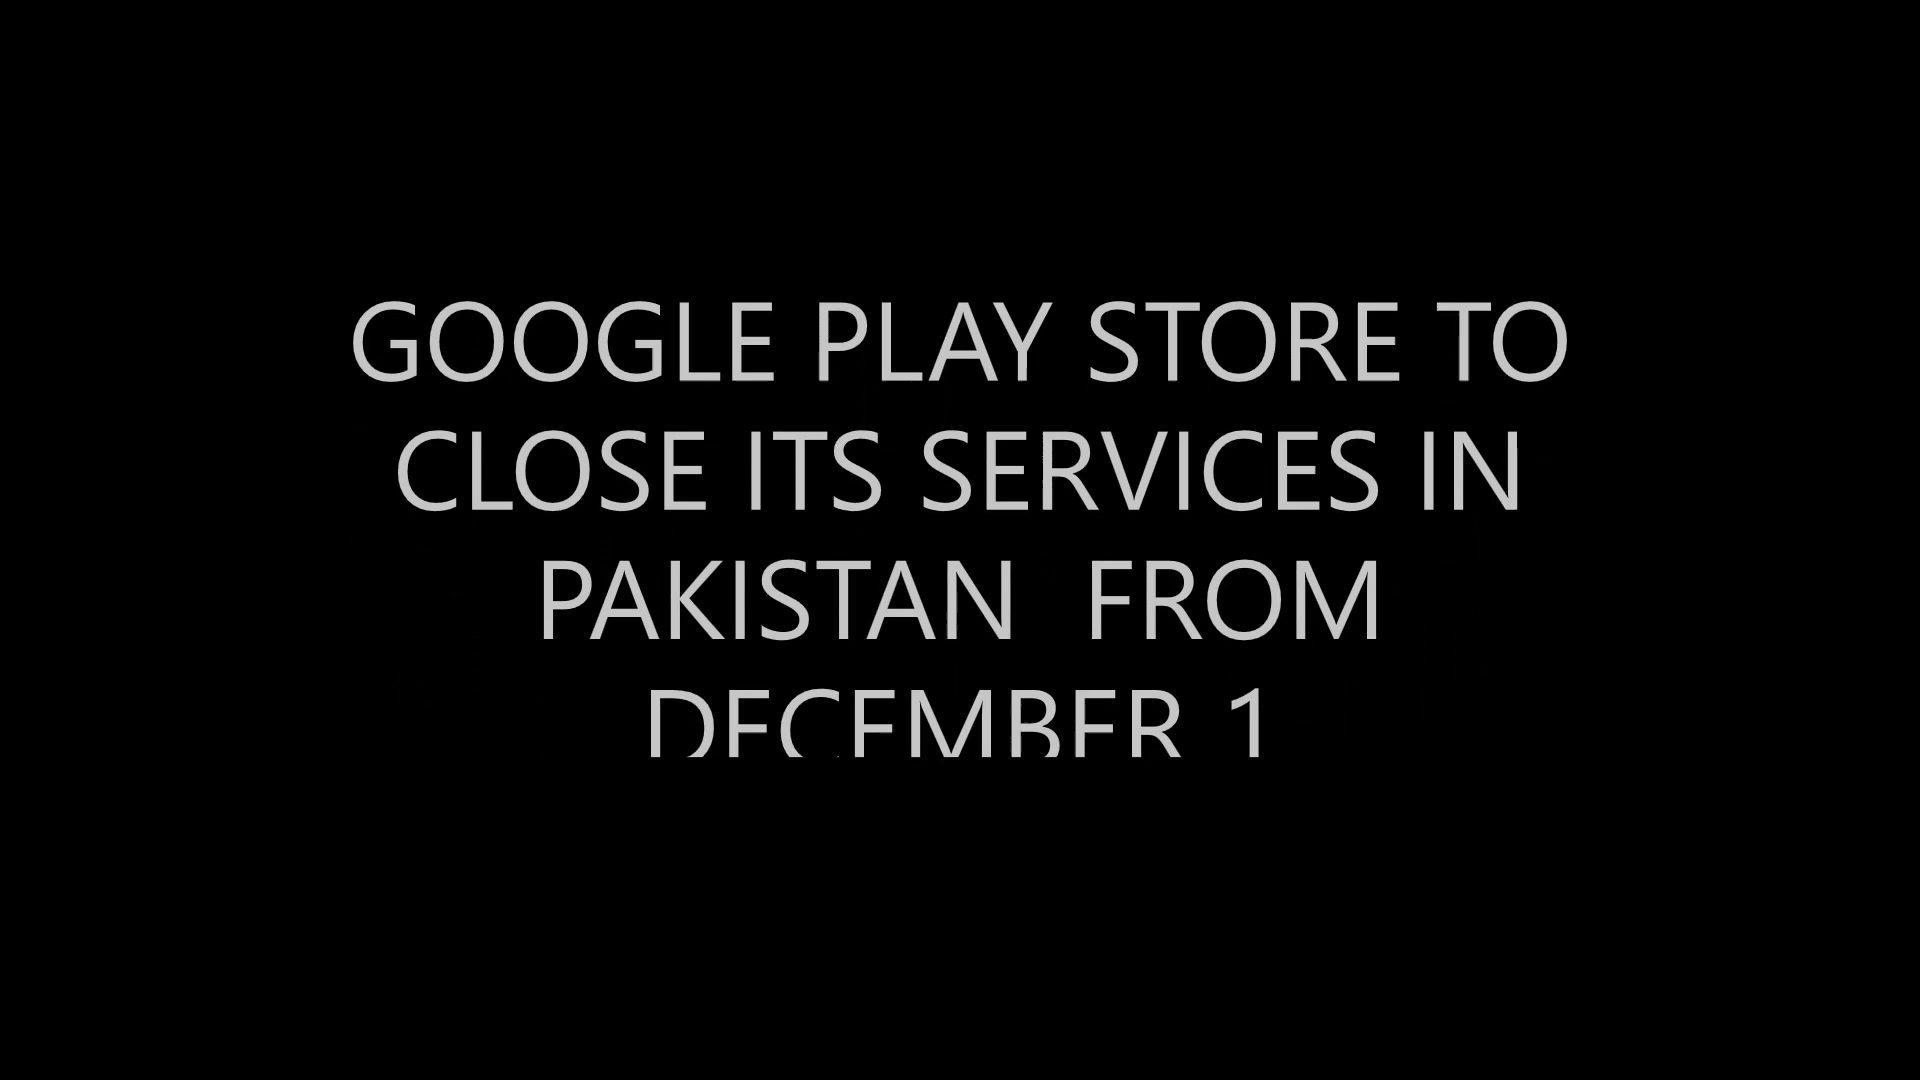 GOOGLE PLAY STORE TO
CLOSE ITS SERVICES IN
PAKISTAN  FROM
DECEMBER 1